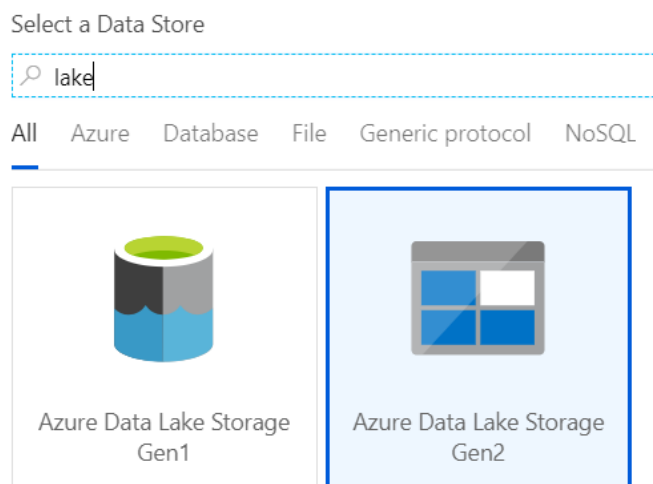 Select a Data Store
lake
All Azure Database File Generic protocol NoSQL
Azure Data Lake Storage
Gen1
Azure Data Lake Storage
Gen2